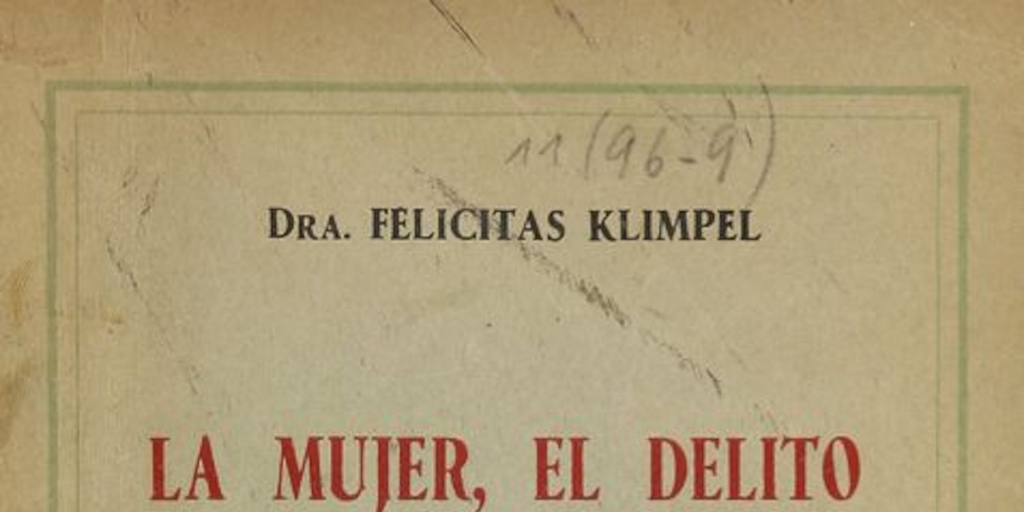 11 (96-9)
Dra. FELICITAS KLIMPEL
LA MUJER, EL DELITO